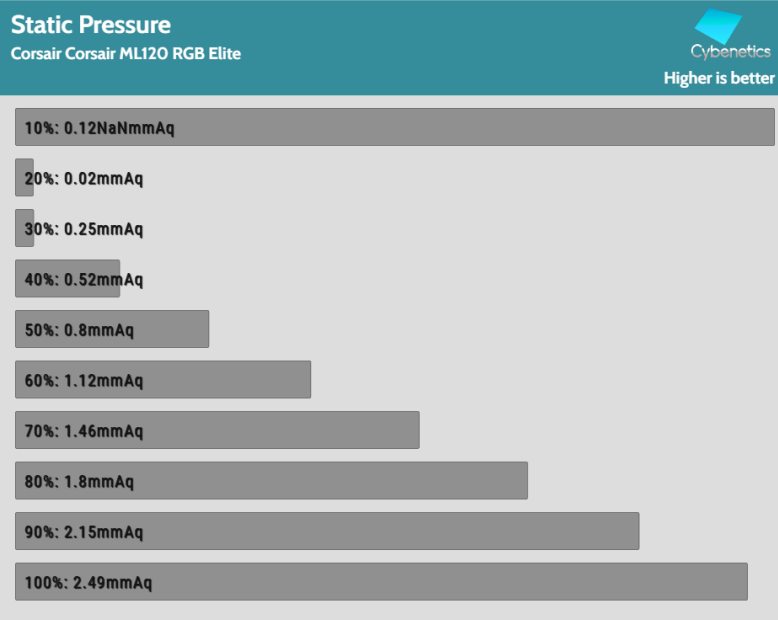 Static Pressure
Corsair Corsair ML120 RGB Elite
Cybenetics
Higher is better
10%: 0.12NaNmmAq
20%: 0.02mmAq
30%: 0.25mmAq
40%: 0.52mmAq
50%: 0.8mmAq
60%: 1.12mmAq
70%: 1.46mmAq
80%: 1.8mmAq
90%: 2.15mmAq
100%: 2.49mmAq